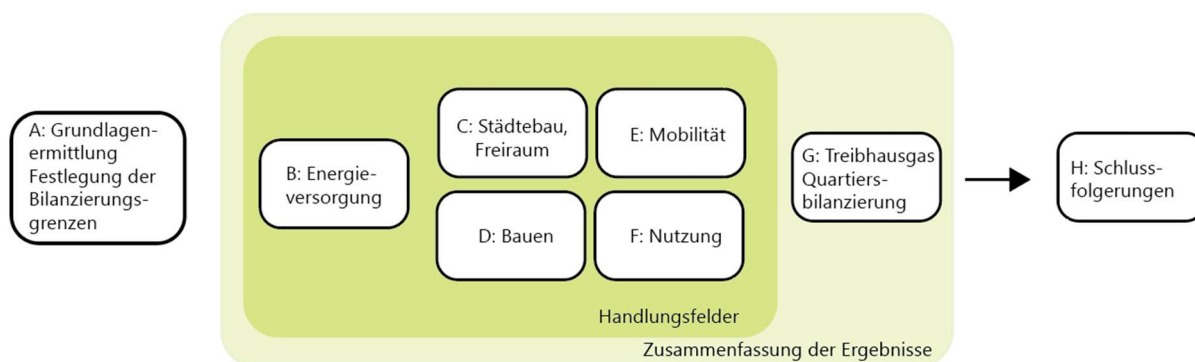 A: Grundlagen-
ermittlung
Festlegung der
Bilanzierungs-
grenzen
B: Energie-
versorgung
C: Städtebau,
Freiraum
D: Bauen
E: Mobilität
F: Nutzung
Handlungsfelder
G: Treibhausgas
Quartiers-
bilanzierung
Zusammenfassung der Ergebnisse
H: Schluss-
folgerungen